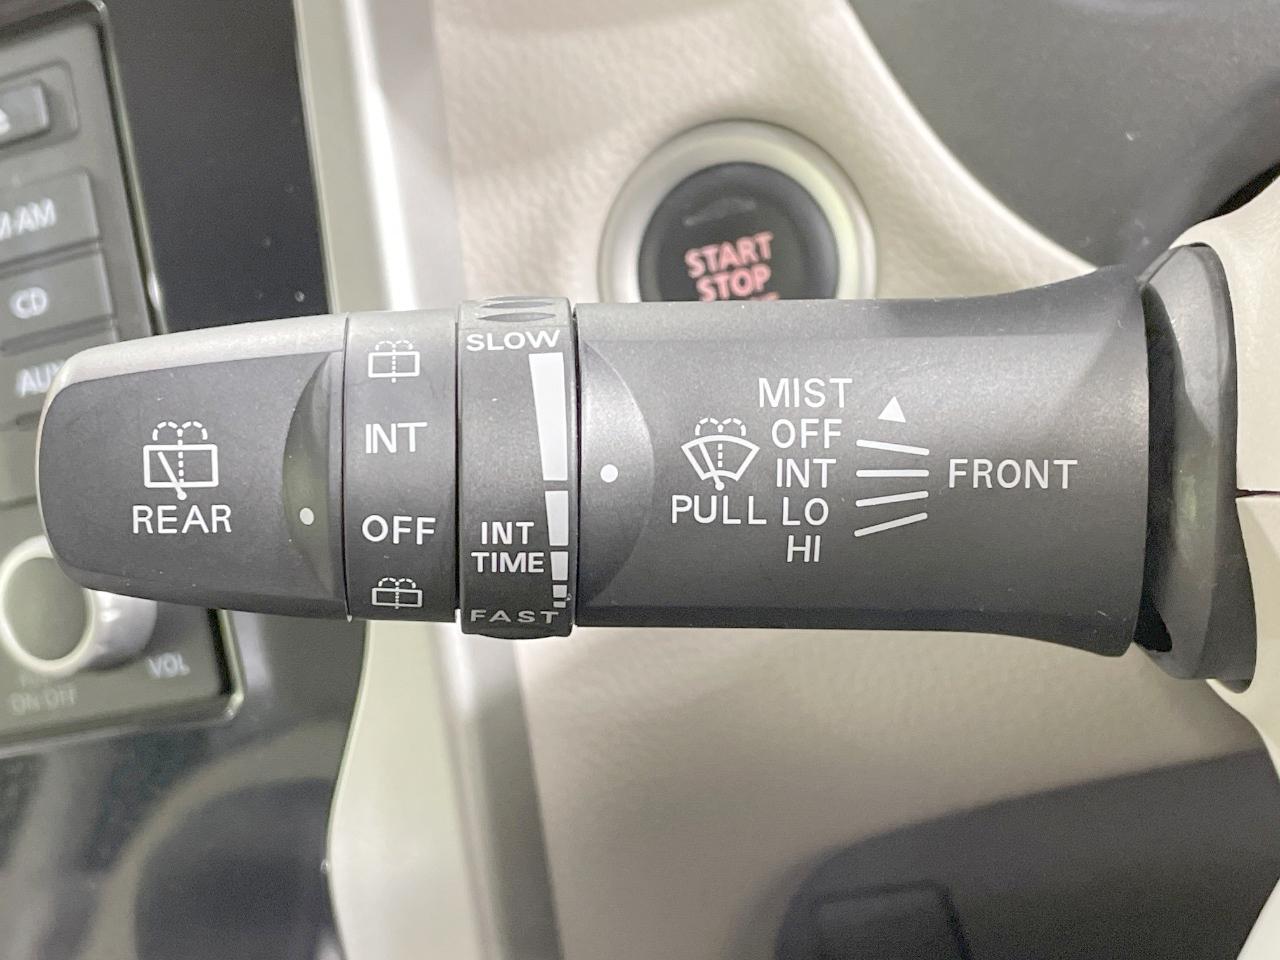 START
STOP
AM
CD
AUX
SLOW
MIST
OFF
INT
LO
HI
FRONT
PULL
INT
OFF
REAR
INT
TIME
FAST
VOL
ON·OFF